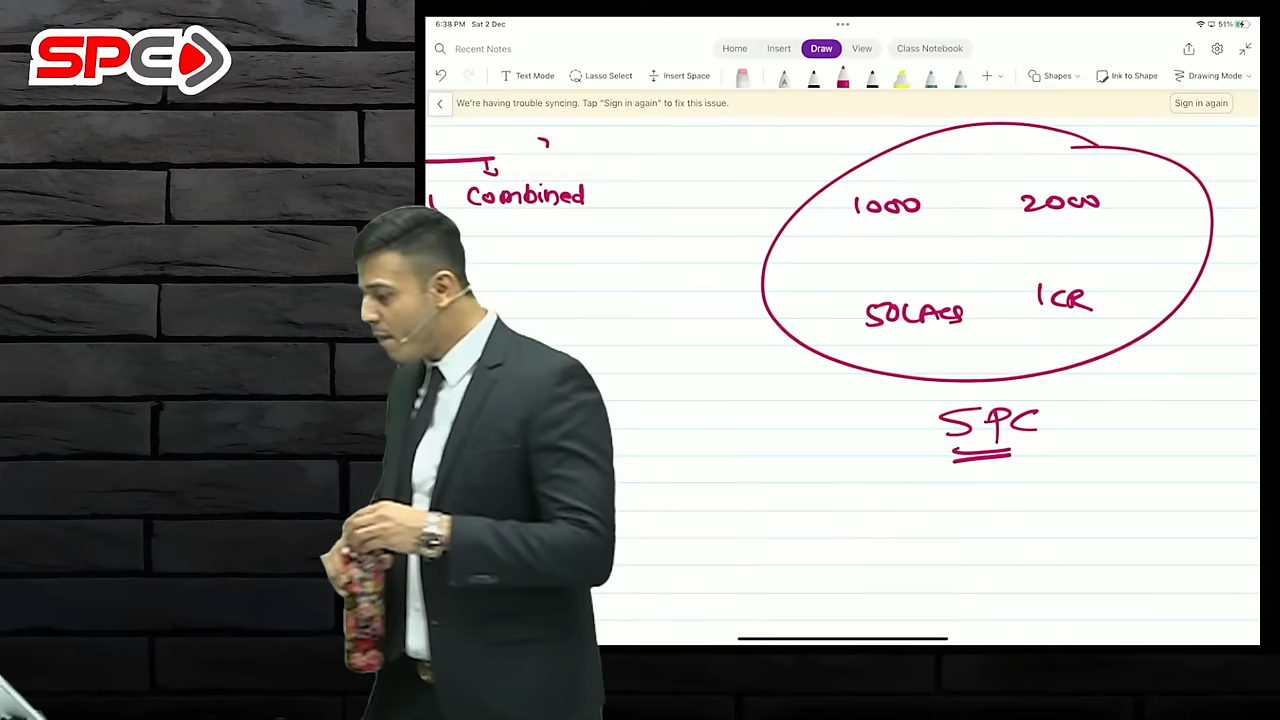 SPC
6:38 PM Sat 2 Dec
51%
Recent Notes
Home Insert Draw View Class Notebook
Text Mode Lasso Select Insert Space Shapes Ink to Shape Drawing Mode
We're having trouble syncing. Tap "Sign in again" to fix this issue. Sign in again
Combined
1000 2000
50LACS 1CR
SPC